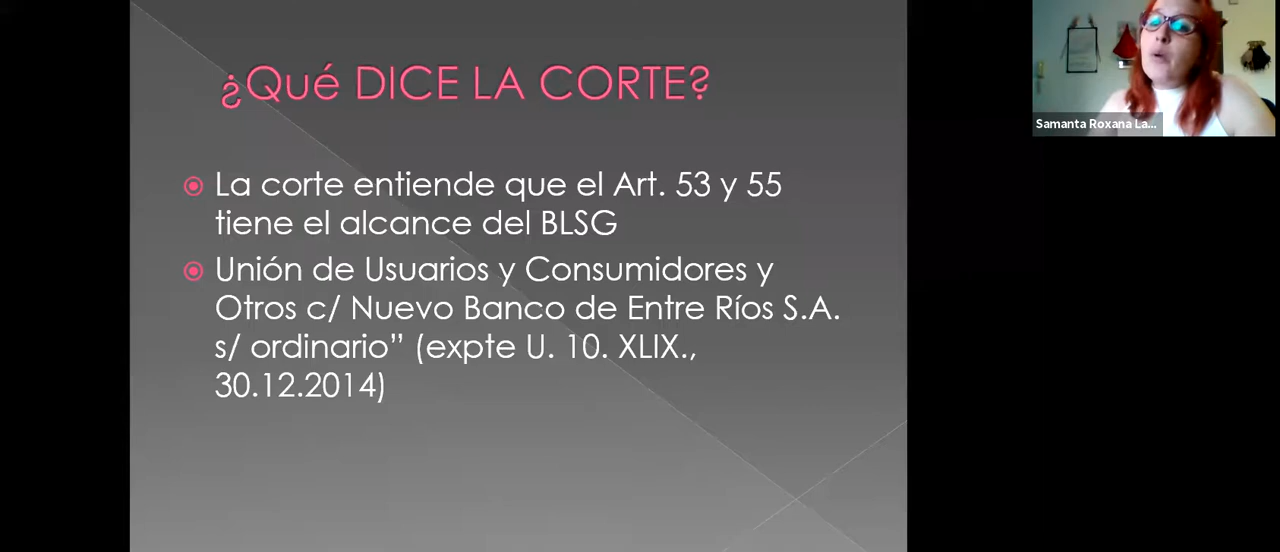 ¿Qué DICE LA CORTE?
La corte entiende que el Art. 53 y 55
tiene el alcance del BLSG
Unión de Usuarios y Consumidores y
Otros c/ Nuevo Banco de Entre Ríos S.A.
s/ ordinario” (expte U. 10. XLIX.,
30.12.2014)
Samanta Roxana La...